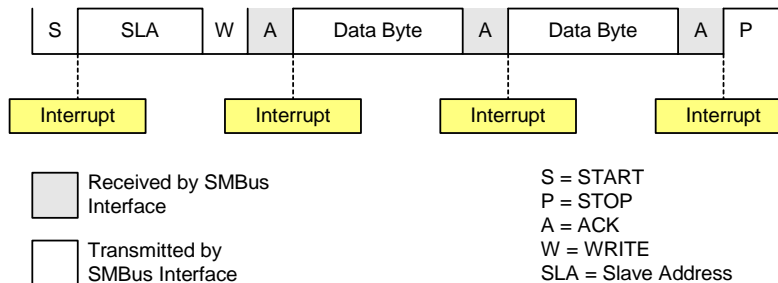 S SLA W A Data Byte A Data Byte A P
Interrupt Interrupt Interrupt Interrupt
Received by SMBus
Interface
Transmitted by
SMBus Interface
S = START
P = STOP
A = ACK
W = WRITE
SLA = Slave Address